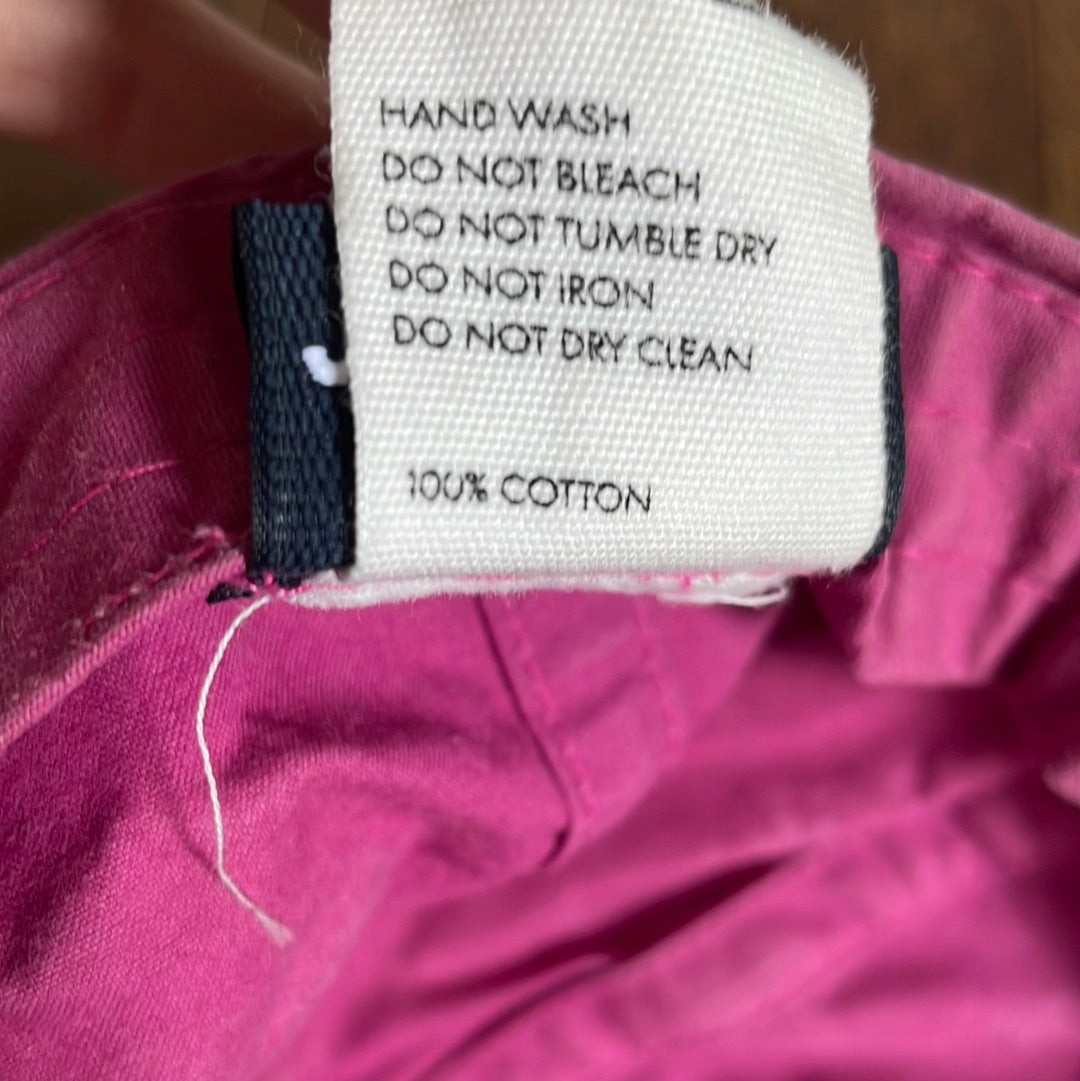 HAND WASH
DO NOT BLEACH
DO NOT TUMBLE DRY
DO NOT IRON
DO NOT DRY CLEAN
100% COTTON